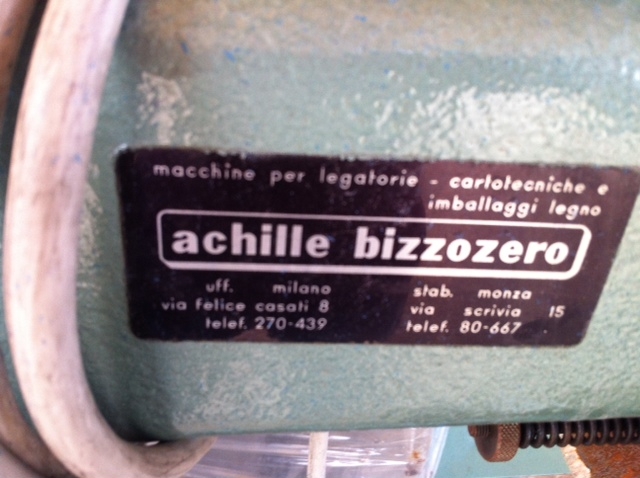 macchine per legatorie - cartotecniche e
imballaggi legno
achille bizzozero
uff. milano
via felice casati 8
telef. 270-439
stab. monza
via scrivia 15
telef. 80-667